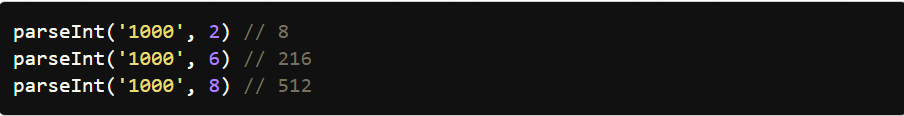 parseInt('1000', 2) // 8
parseInt('1000', 6) // 216
parseInt('1000', 8) // 512